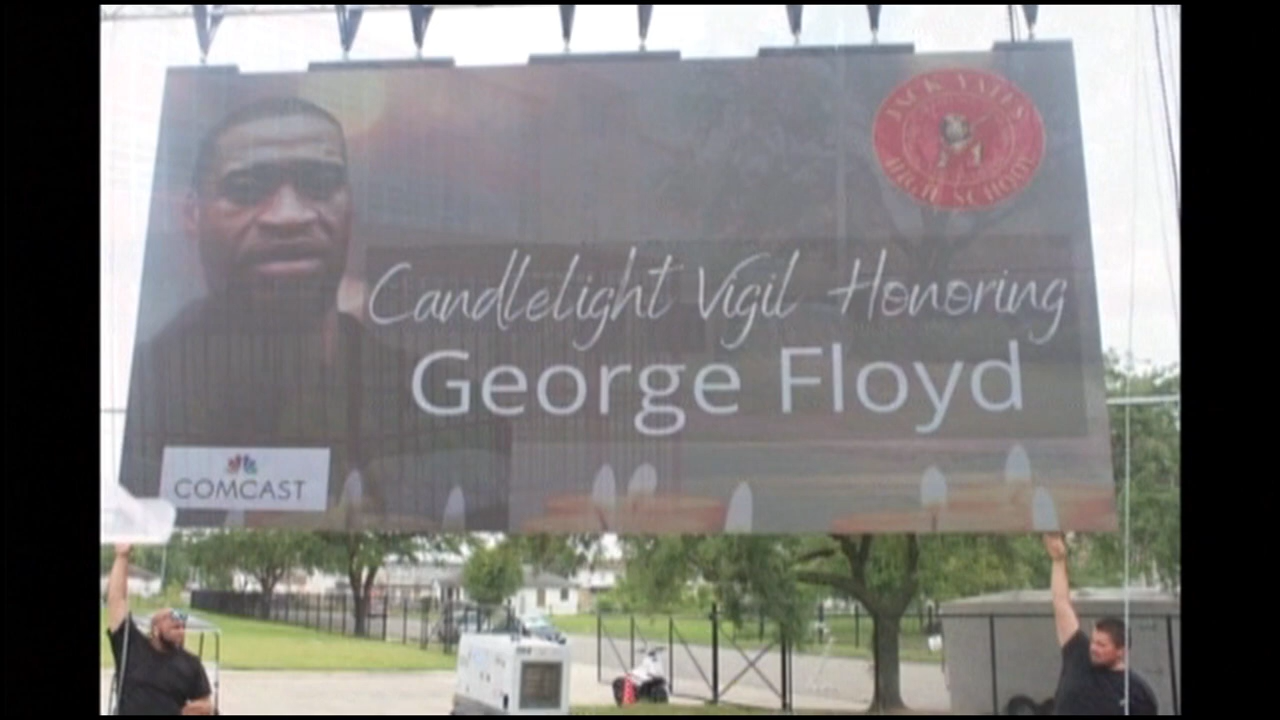 JACK YATES
HIGH SCHOOL
Candlelight Vigil Honoring
George Floyd
COMCAST